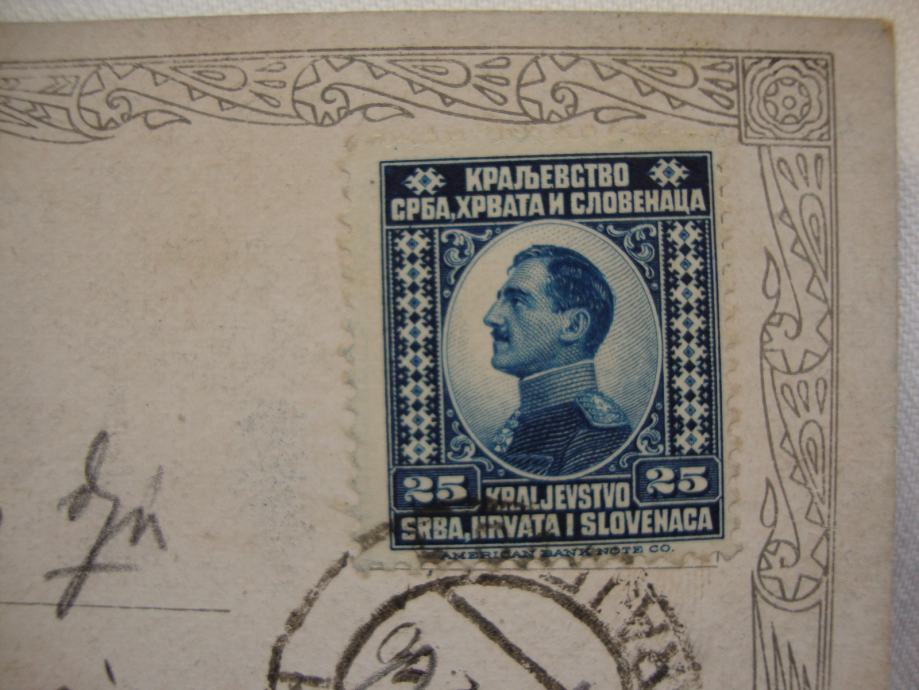 КРАЉЕВСТВО
СРБА, ХРВАТА И СЛОВЕНАЦА
25 25
KRALJEVSTVO
SRBA, HRVATA I SLOVENACA
AMERICAN BANK NOTE CO.